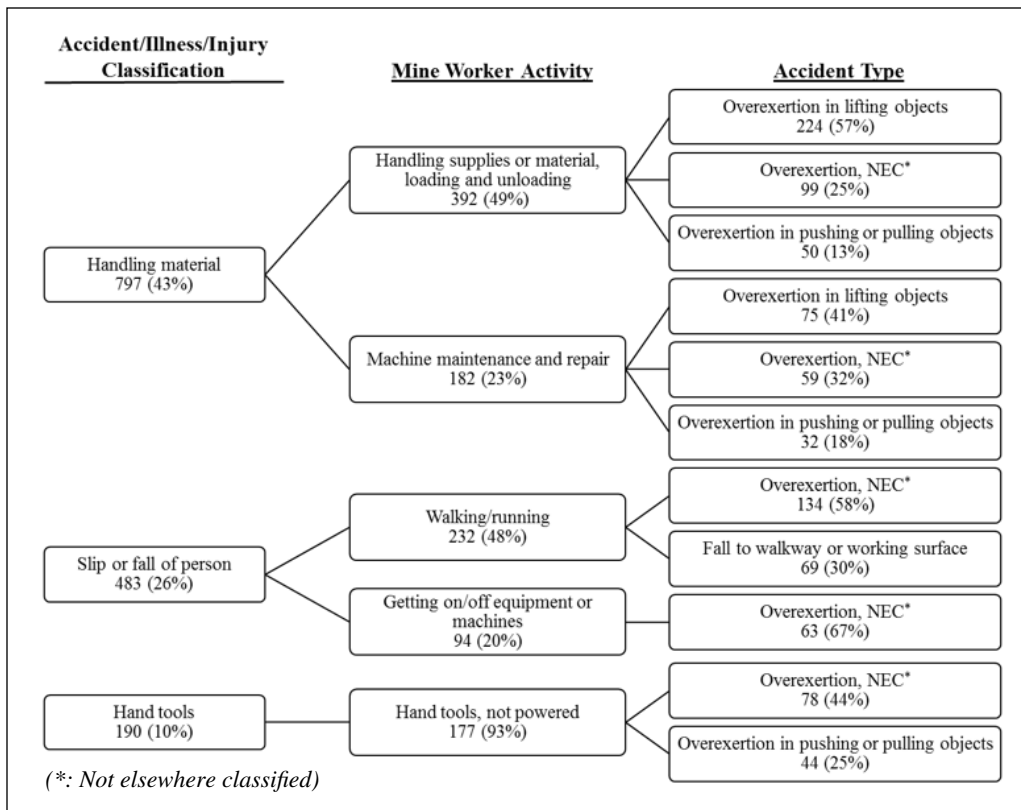 Accident/Illness/Injury
Classification
Mine Worker Activity
Accident Type
Handling material
797 (43%)
Handling supplies or material,
loading and unloading
392 (49%)
Overexertion in lifting objects
224 (57%)
Overexertion, NEC*
99 (25%)
Overexertion in pushing or pulling objects
50 (13%)
Machine maintenance and repair
182 (23%)
Overexertion in lifting objects
75 (41%)
Overexertion, NEC*
59 (32%)
Overexertion in pushing or pulling objects
32 (18%)
Slip or fall of person
483 (26%)
Walking/running
232 (48%)
Overexertion, NEC*
134 (58%)
Fall to walkway or working surface
69 (30%)
Getting on/off equipment or
machines
94 (20%)
Overexertion, NEC*
63 (67%)
Hand tools
190 (10%)
Hand tools, not powered
177 (93%)
Overexertion, NEC*
78 (44%)
Overexertion in pushing or pulling objects
44 (25%)
(*: Not elsewhere classified)